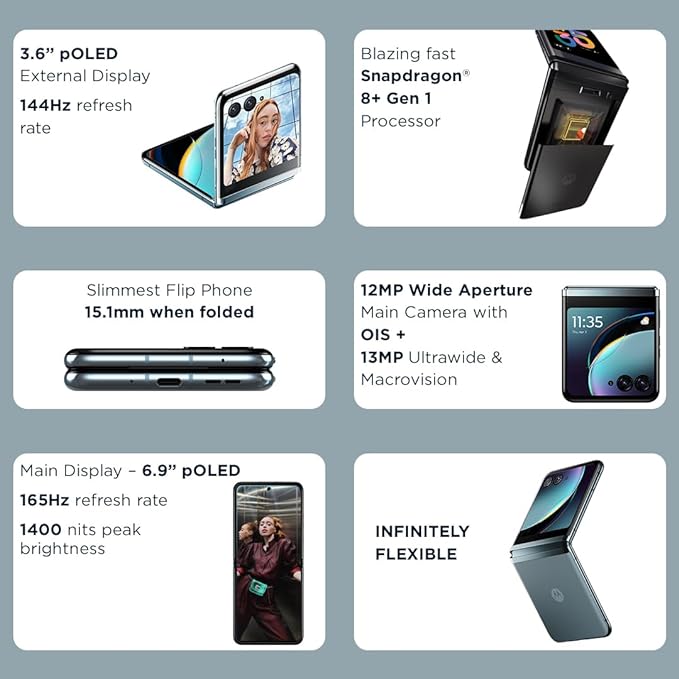 3.6” pOLED
External Display
144Hz refresh
rate
Blazing fast
Snapdragon®
8+ Gen 1
Processor
Slimmest Flip Phone
15.1mm when folded
12MP Wide Aperture
Main Camera with
OIS +
13MP Ultrawide &
Macrovision
11:35
Main Display – 6.9” pOLED
165Hz refresh rate
1400 nits peak
brightness
INFINITELY
FLEXIBLE